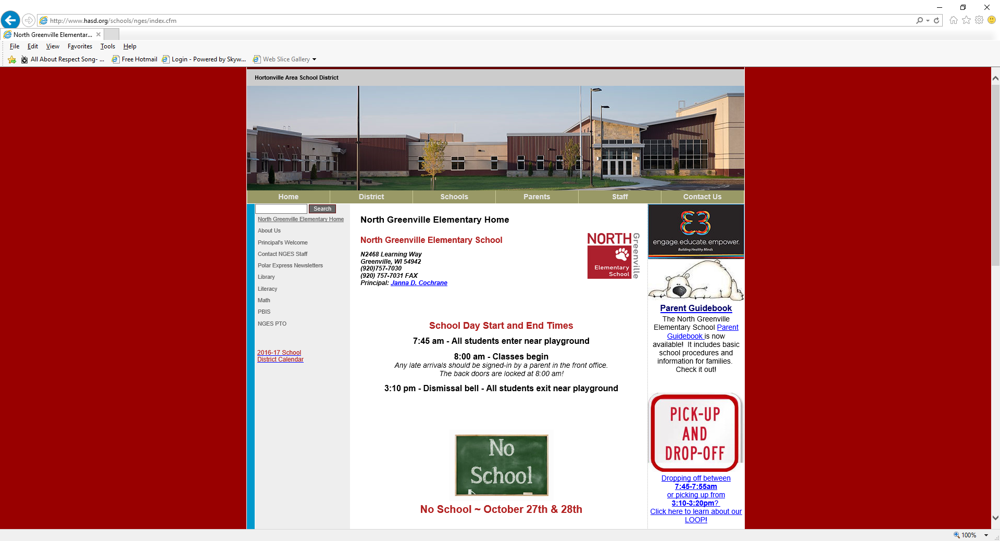 http://www.hasd.org/schools/nges/index.cfm
North Greenville Elementar...
File Edit View Favorites Tools Help
All About Respect Song- ... Free Hotmail Login - Powered by Skyw... Web Slice Gallery
Hortonville Area School District
Home District Schools Parents Staff Contact Us
Search
North Greenville Elementary Home
About Us
Principal's Welcome
Contact NGES Staff
Polar Express Newsletters
Library
Literacy
Math
PBIS
NGES PTO
2016-17 School
District Calendar
North Greenville Elementary Home
North Greenville Elementary School
N2468 Learning Way
Greenville, WI 54942
(920)757-7030
(920) 757-7031 FAX
Principal: Janna D. Cochrane
NORTH
Greenville
Elementary
School
School Day Start and End Times
7:45 am - All students enter near playground
8:00 am - Classes begin
Any late arrivals should be signed-in by a parent in the front office.
The back doors are locked at 8:00 am!
3:10 pm - Dismissal bell - All students exit near playground
No
School
No School ~ October 27th & 28th
engage.educate.empower.
Building Healthy Minds
Parent Guidebook
The North Greenville
Elementary School Parent
Guidebook is now
available! It includes basic
school procedures and
information for families.
Check it out!
PICK-UP
AND
DROP-OFF
Dropping off between
7:45-7:55am
or picking up from
3:10-3:20pm?
Click here to learn about our
LOOP!
100%